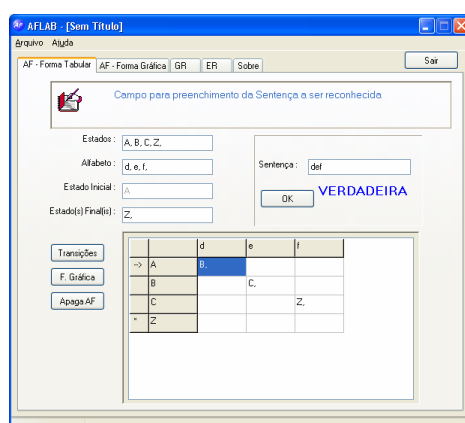 AFLAB - [Sem Título]
Arquivo Ajuda
AF - Forma Tabular AF - Forma Gráfica GR ER Sobre Sair
Campo para preenchimento da Sentença a ser reconhecida
Estados : A, B, C, Z,
Alfabeto : d, e, f,
Sentença : def
Estado Inicial : A
OK VERDADEIRA
Estado(s) Final(is) : Z,
Transições
F. Gráfica
Apaga AF
d e f
--> A B,
B C,
C Z,
* Z